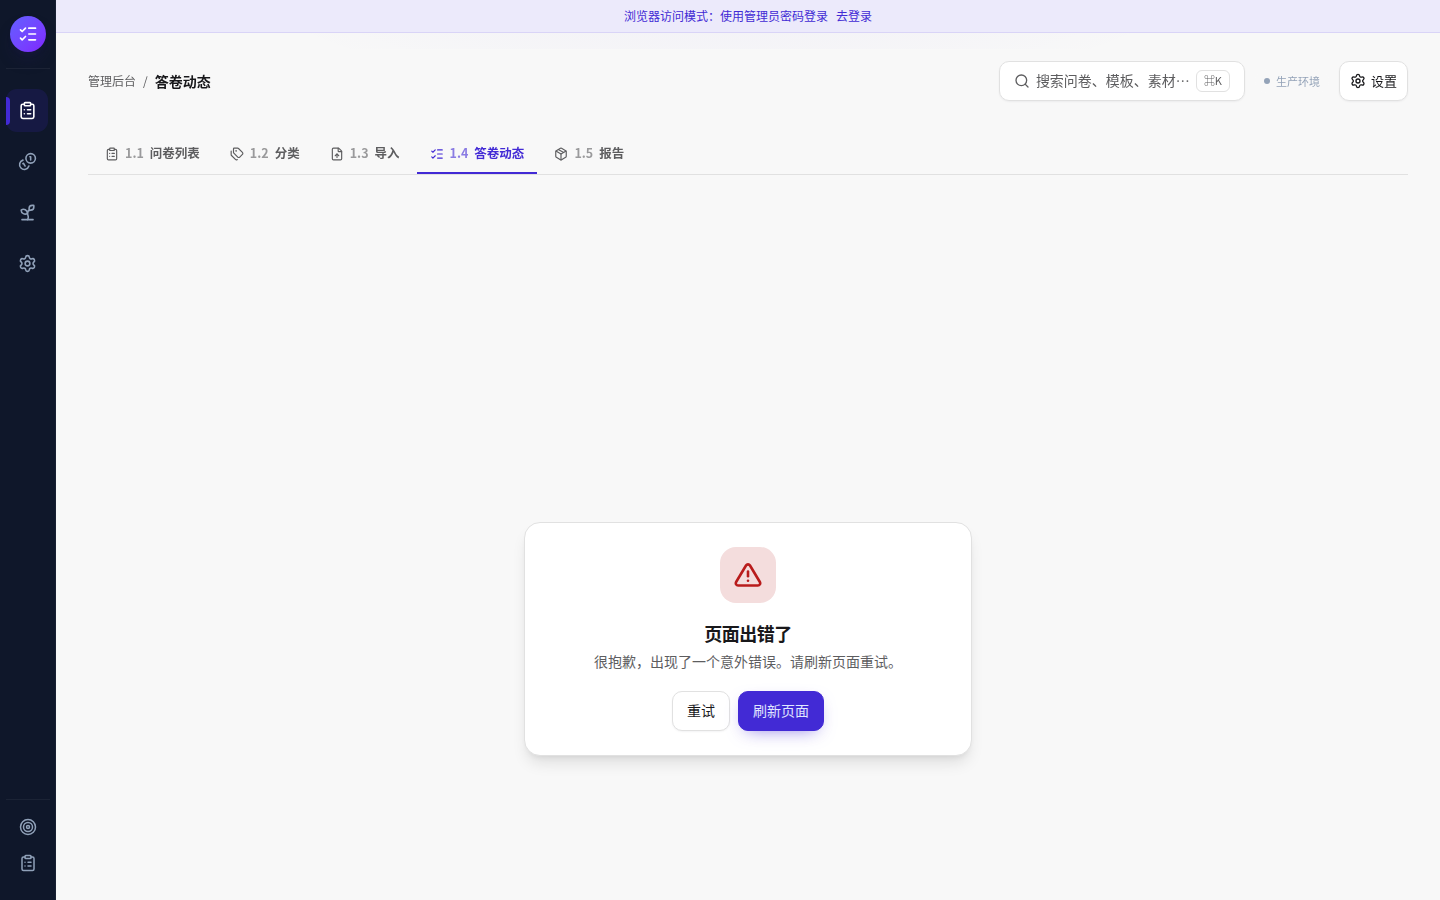 浏览器访问模式：使用管理员密码登录 去登录
管理后台 / 答卷动态
搜索问卷、模板、素材… ⌘K
生产环境
设置
1.1 问卷列表
1.2 分类
1.3 导入
1.4 答卷动态
1.5 报告
页面出错了
很抱歉，出现了一个意外错误。请刷新页面重试。
重试
刷新页面